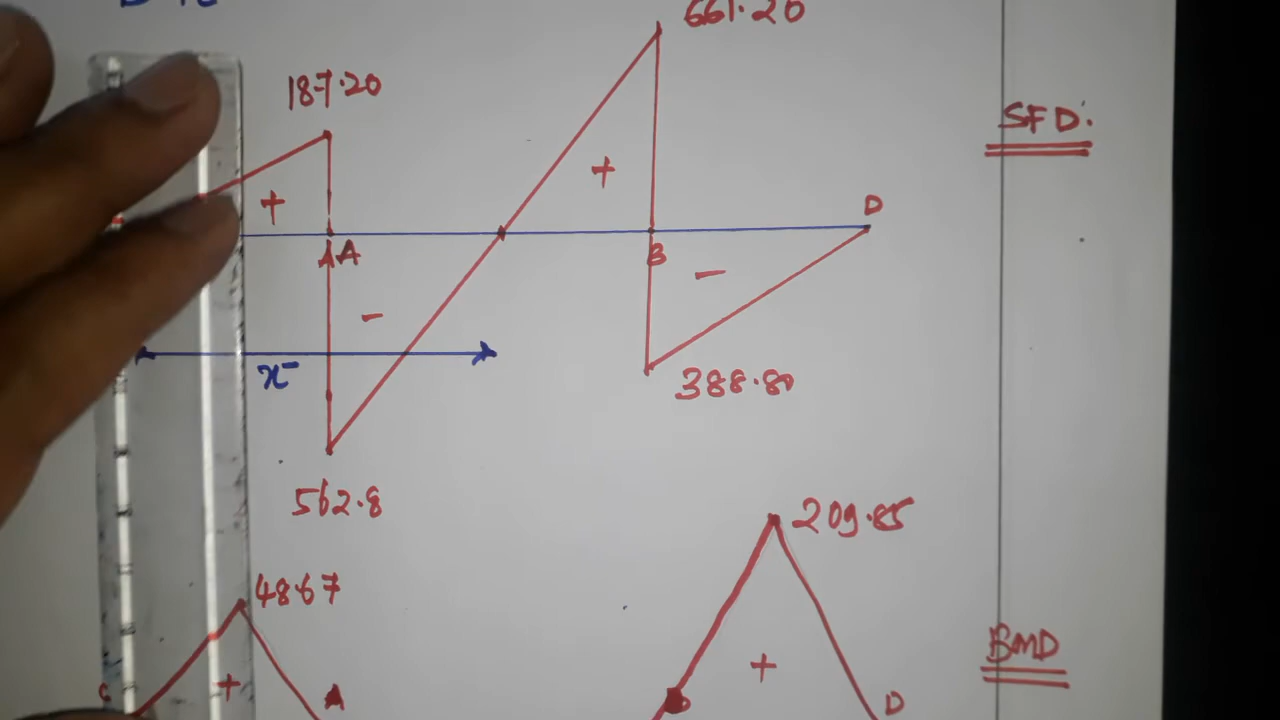 661.20
187.20
SFD.
+
+
D
A A
B
-
-
x
388.80
562.8
209.85
48.67
BMD
+
+
C
A
D